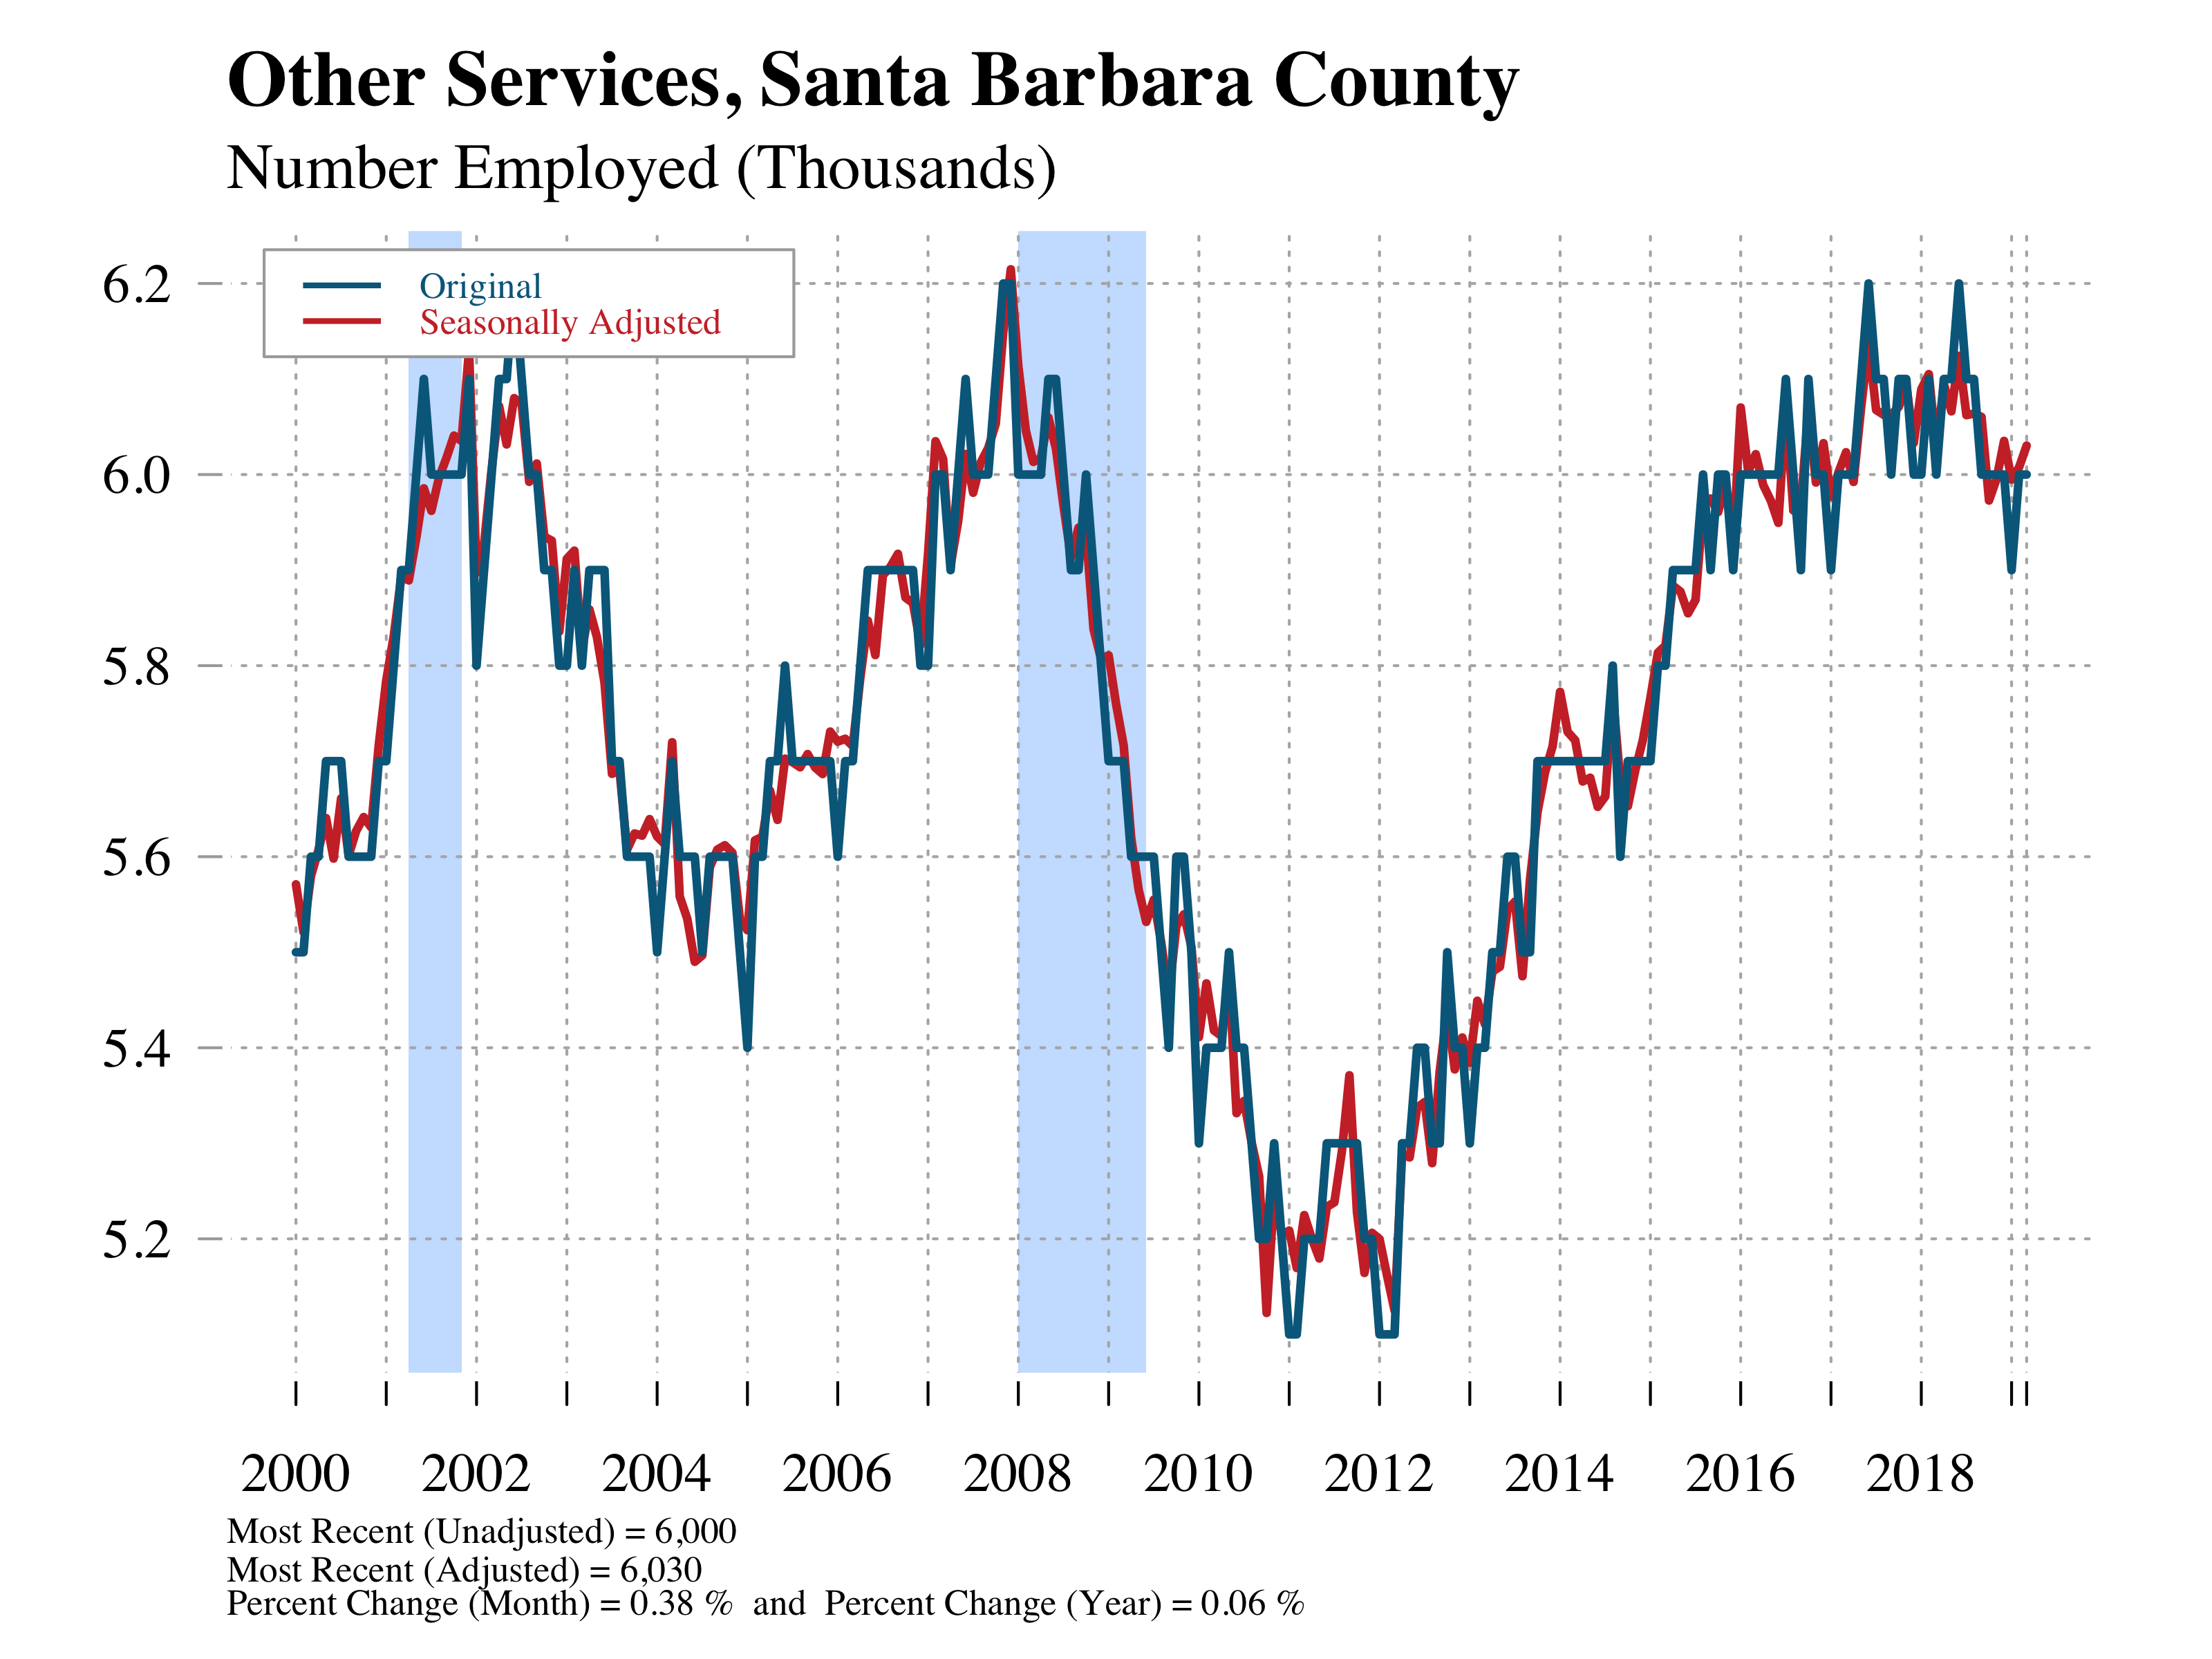 Other Services, Santa Barbara County
Number Employed (Thousands)
Original
Seasonally Adjusted
6.2
6.0
5.8
5.6
5.4
5.2
2000 2002 2004 2006 2008 2010 2012 2014 2016 2018
Most Recent (Unadjusted) = 6,000
Most Recent (Adjusted) = 6,030
Percent Change (Month) = 0.38 % and Percent Change (Year) = 0.06 %